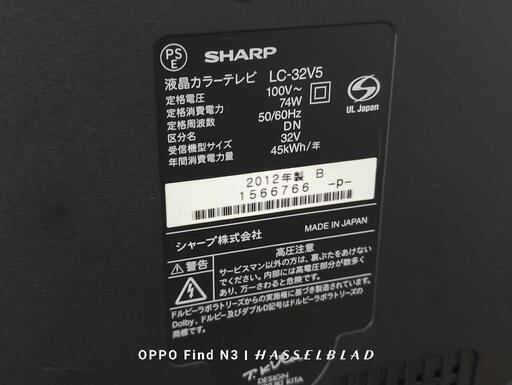 PS
E
SHARP
液晶カラーテレビ LC-32V5
定格電圧 100V~
定格消費電力 74W
定格周波数 50/60Hz
区分名 DN
受信機型サイズ 32V
年間消費電力量 45kWh/年
UL Japan
2012年製 B
1566766 -p-
シャープ株式会社 MADE IN JAPAN
警告
高圧注意
サービスマン以外の方は、裏ぶたをあけないでください。内部には高電圧部分が数多くあり、万一さわると危険です。
ドルビーラボラトリーズからの実施権に基づき製造されています。
Dolby、ドルビー及びダブルD記号はドルビーラボラトリーズの商標です。
DESIGN
KITA
OPPO Find N3 | HASSELBLAD